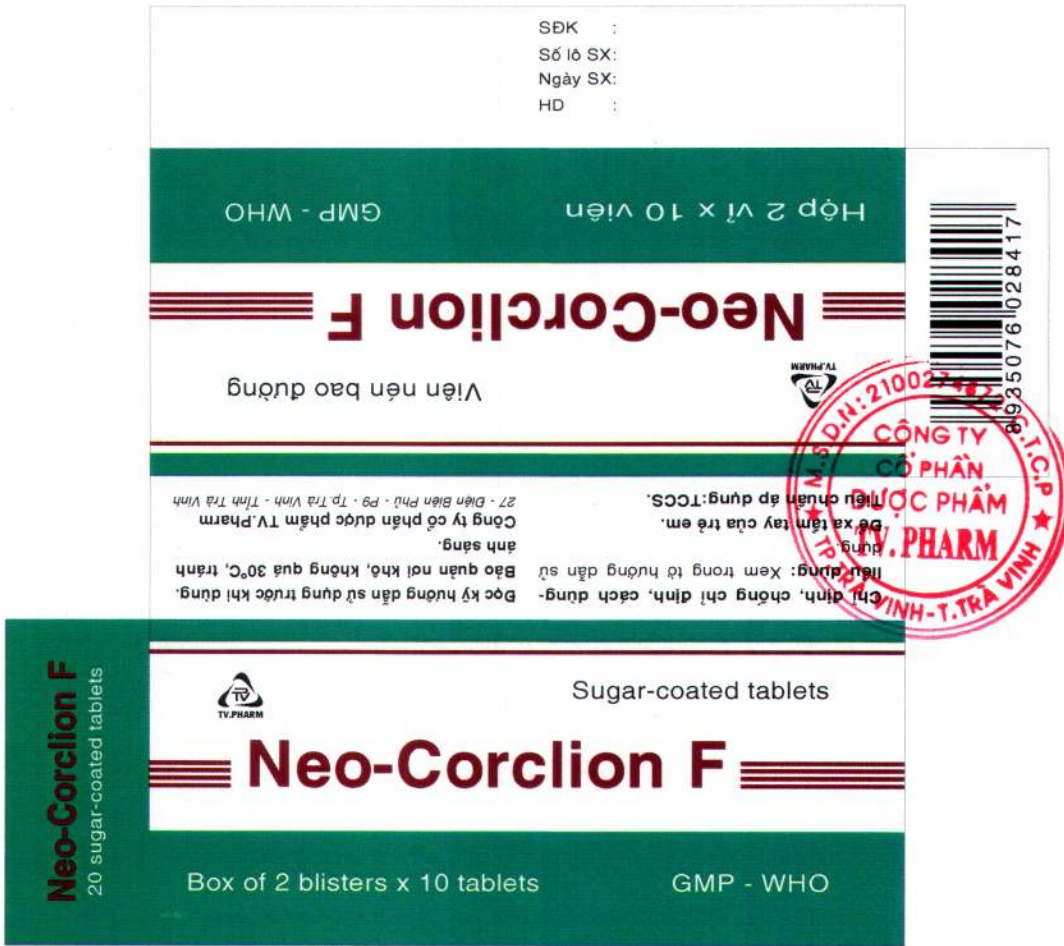 SĐK :
Số lô SX:
Ngày SX:
HD :
Hộp 2 vỉ x 10 viên
GMP - WHO
Neo-Corclion F
TV.PHARM
Viên nén bao đường
8935076 028417
Chỉ định, chống chỉ định, cách dùng-
liều dụng: Xem trong tờ hướng dẫn sử
dụng.
Để xa tầm tay của trẻ em.
Tiêu chuẩn áp dụng:TCCS.
Đọc kỹ hướng dẫn sử dụng trước khi dùng.
Bảo quản nơi khô, không quá 30°C, tránh
ánh sáng.
Công ty cổ phần dược phẩm TV.Pharm
27 - Điện Biên Phủ - P9 - Tp.Trà Vinh - Tỉnh Trà Vinh
M.S.D.N: C.T.C.P
CÔNG TY
CỔ PHẦN
DƯỢC PHẨM
TV.PHARM
TP.TRÀ VINH-T.TRÀ VINH
TV.PHARM
Sugar-coated tablets
Neo-Corclion F
Box of 2 blisters x 10 tablets
GMP - WHO
Neo-Corclion F
20 sugar-coated tablets